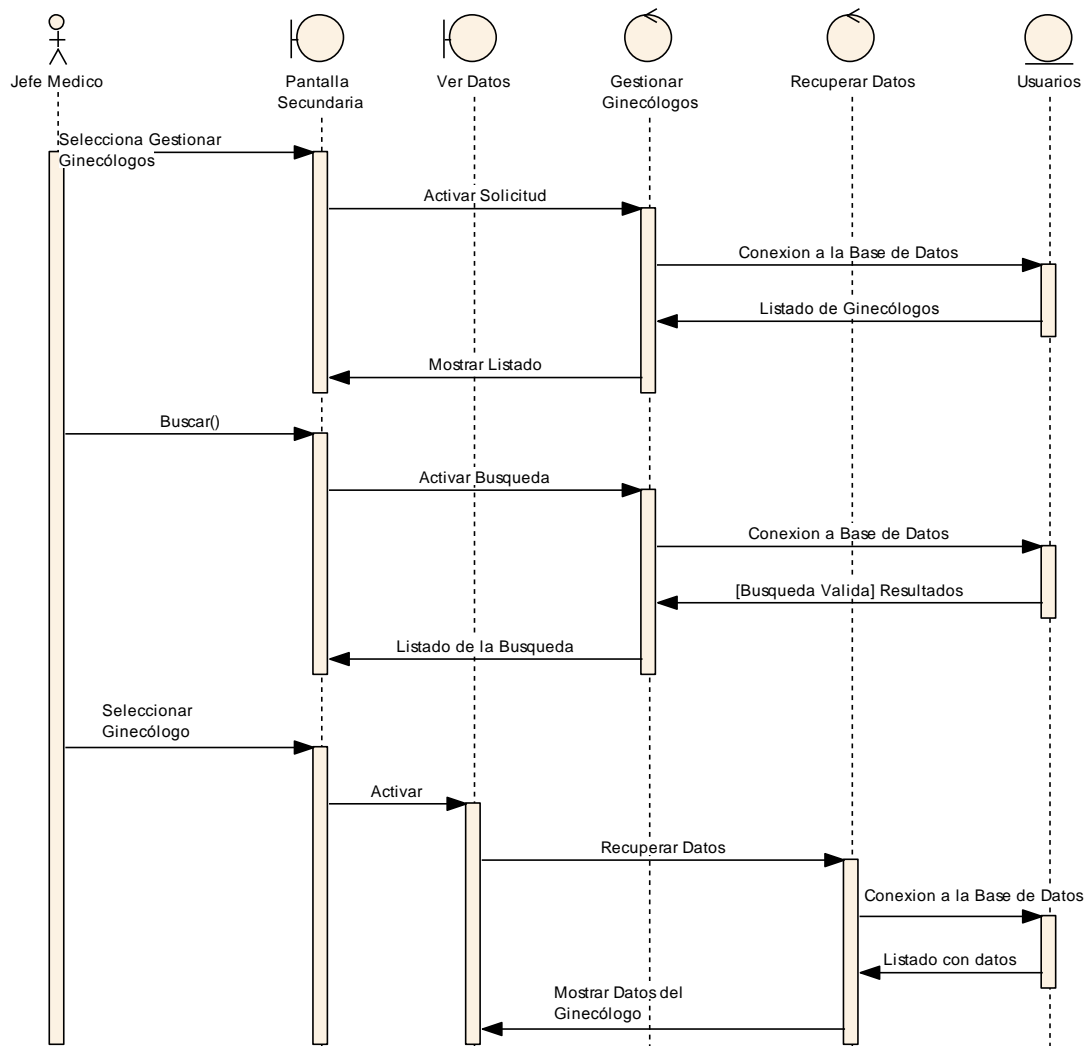 Jefe Medico
Pantalla
Secundaria
Ver Datos
Gestionar
Ginecólogos
Recuperar Datos
Usuarios
Selecciona Gestionar
Ginecólogos
Activar Solicitud
Conexion a la Base de Datos
Listado de Ginecólogos
Mostrar Listado
Buscar()
Activar Busqueda
Conexion a Base de Datos
[Busqueda Valida] Resultados
Listado de la Busqueda
Seleccionar
Ginecólogo
Activar
Recuperar Datos
Conexion a la Base de Datos
Listado con datos
Mostrar Datos del
Ginecólogo